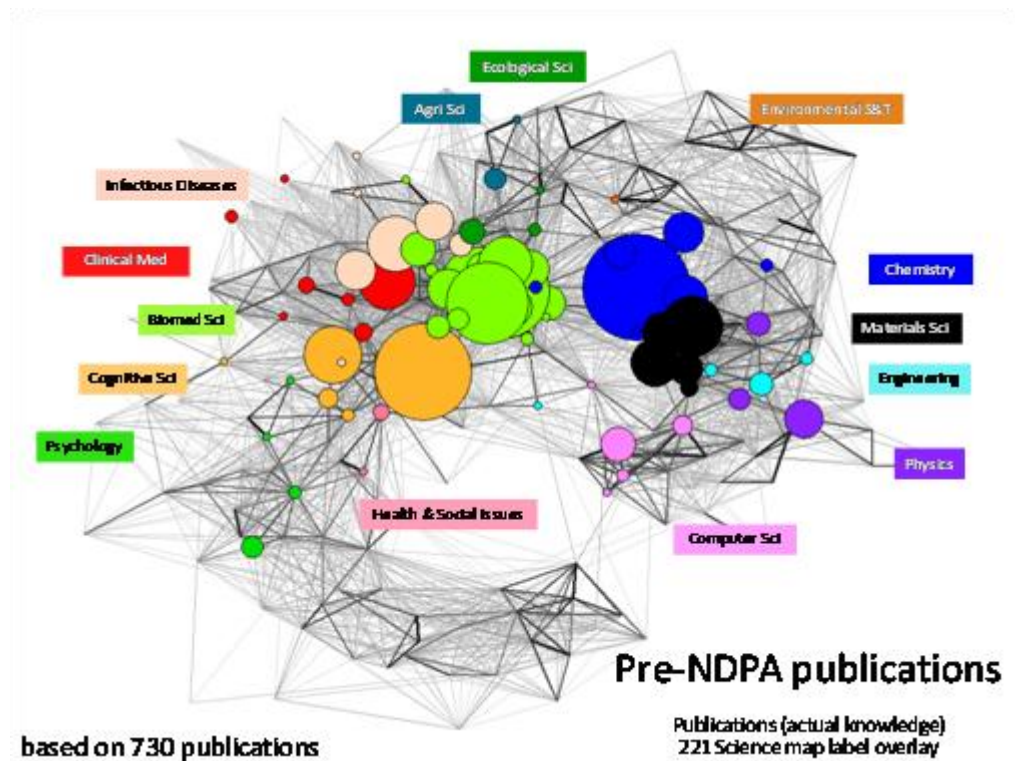 Ecological Sci
Agri Sci
Environmental S&T
Infectious Diseases
Clinical Med
Chemistry
Biomed Sci
Materials Sci
Cognitive Sci
Engineering
Psychology
Physics
Health & Social Issues
Computer Sci
Pre-NDPA publications
Publications (actual knowledge)
221 Science map label overlay
based on 730 publications